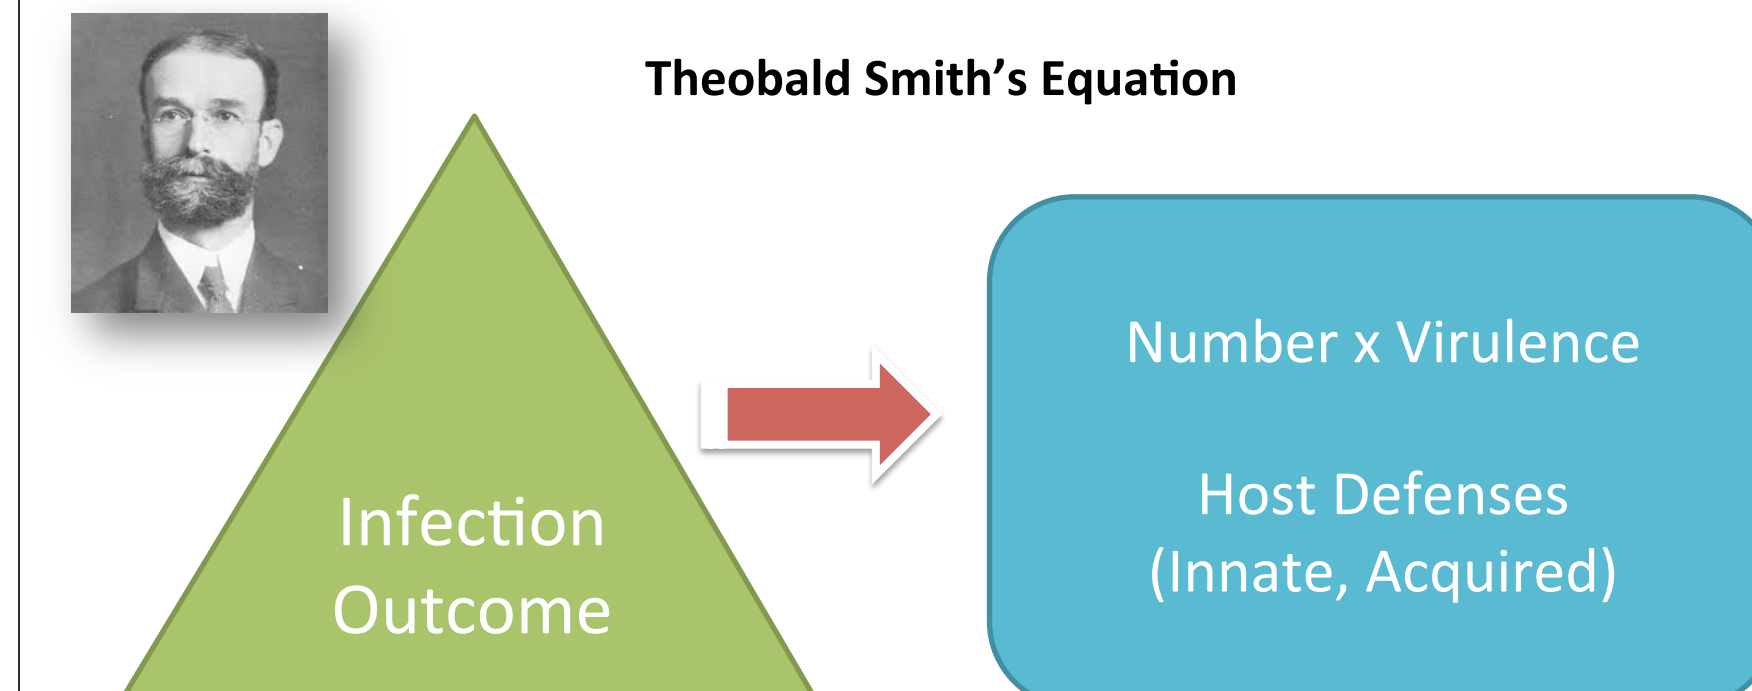 Theobald Smith’s Equation
Infection
Outcome
Number x Virulence
Host Defenses
(Innate, Acquired)